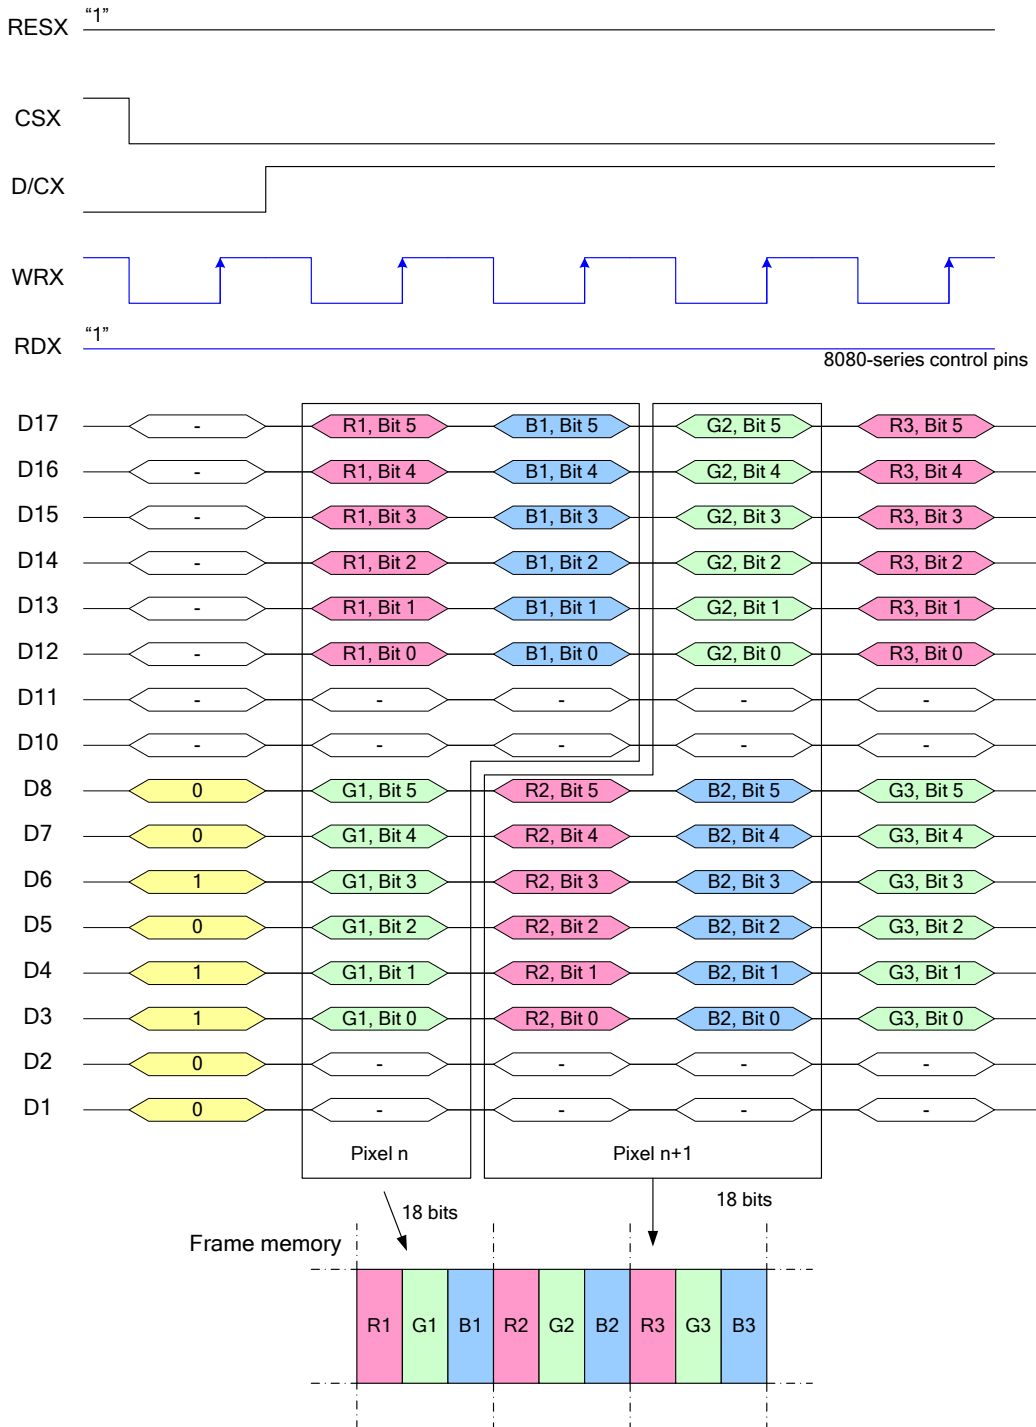 RESX "1"
CSX
D/CX
WRX
RDX "1"
8080-series control pins
D17 - R1, Bit 5 B1, Bit 5 G2, Bit 5 R3, Bit 5
D16 - R1, Bit 4 B1, Bit 4 G2, Bit 4 R3, Bit 4
D15 - R1, Bit 3 B1, Bit 3 G2, Bit 3 R3, Bit 3
D14 - R1, Bit 2 B1, Bit 2 G2, Bit 2 R3, Bit 2
D13 - R1, Bit 1 B1, Bit 1 G2, Bit 1 R3, Bit 1
D12 - R1, Bit 0 B1, Bit 0 G2, Bit 0 R3, Bit 0
D11 - - - - -
D10 - - - - -
D8 0 G1, Bit 5 R2, Bit 5 B2, Bit 5 G3, Bit 5
D7 0 G1, Bit 4 R2, Bit 4 B2, Bit 4 G3, Bit 4
D6 1 G1, Bit 3 R2, Bit 3 B2, Bit 3 G3, Bit 3
D5 0 G1, Bit 2 R2, Bit 2 B2, Bit 2 G3, Bit 2
D4 1 G1, Bit 1 R2, Bit 1 B2, Bit 1 G3, Bit 1
D3 1 G1, Bit 0 R2, Bit 0 B2, Bit 0 G3, Bit 0
D2 0 - - - -
D1 0 - - - -
Pixel n Pixel n+1
18 bits 18 bits
Frame memory
R1 G1 B1 R2 G2 B2 R3 G3 B3